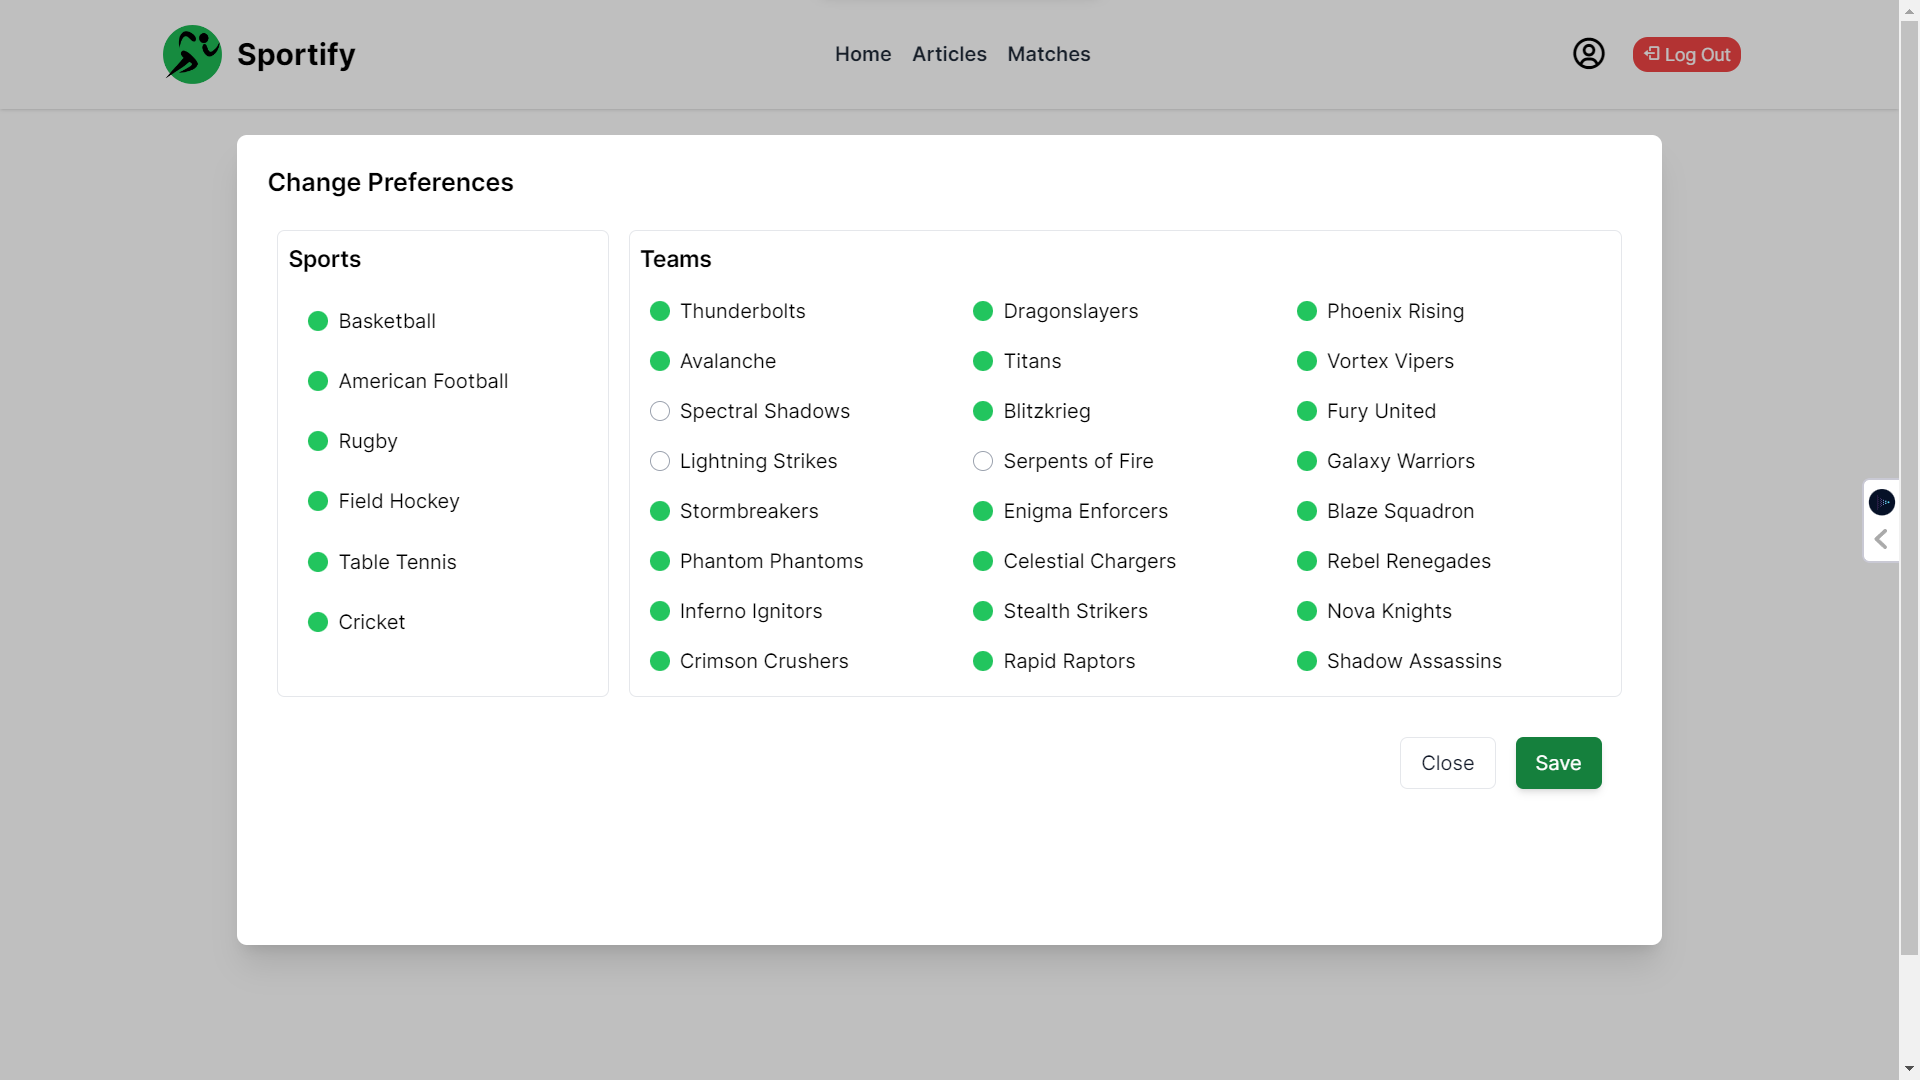 Sportify
Home Articles Matches
Log Out
Change Preferences
Sports
Basketball
American Football
Rugby
Field Hockey
Table Tennis
Cricket
Teams
Thunderbolts Dragonslayers Phoenix Rising
Avalanche Titans Vortex Vipers
Spectral Shadows Blitzkrieg Fury United
Lightning Strikes Serpents of Fire Galaxy Warriors
Stormbreakers Enigma Enforcers Blaze Squadron
Phantom Phantoms Celestial Chargers Rebel Renegades
Inferno Ignitors Stealth Strikers Nova Knights
Crimson Crushers Rapid Raptors Shadow Assassins
Close Save